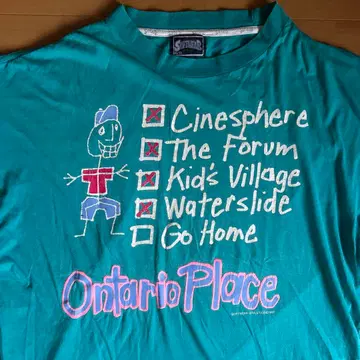 Cinesphere
The Forum
Kid's Village
Waterslide
Go Home
Ontario Place